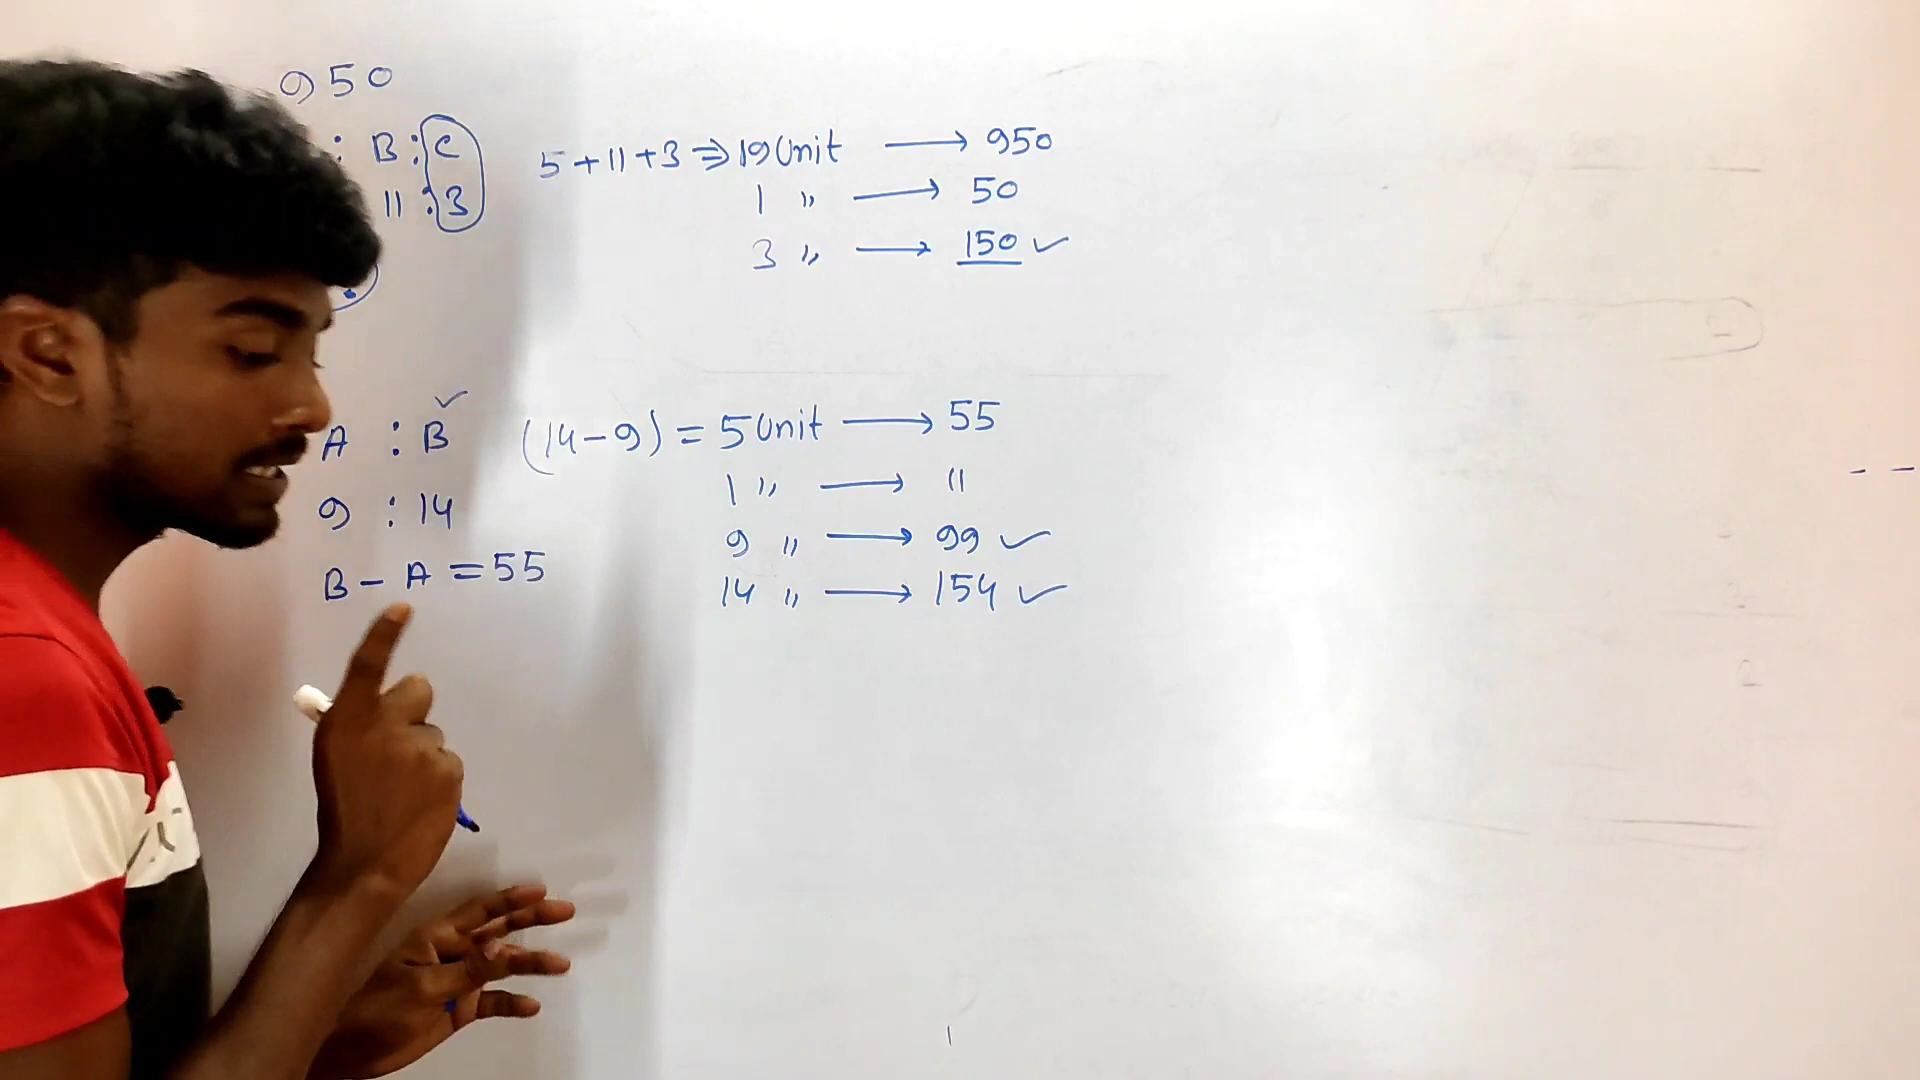 950
: B : C
11 : 3
5 + 11 + 3 ⇒ 19 Unit → 950
1 " → 50
3 " → 150 ✓
A : B ✓
9 : 14
B - A = 55
(14 - 9) = 5 Unit → 55
1 " → 11
9 " → 99 ✓
14 " → 154 ✓